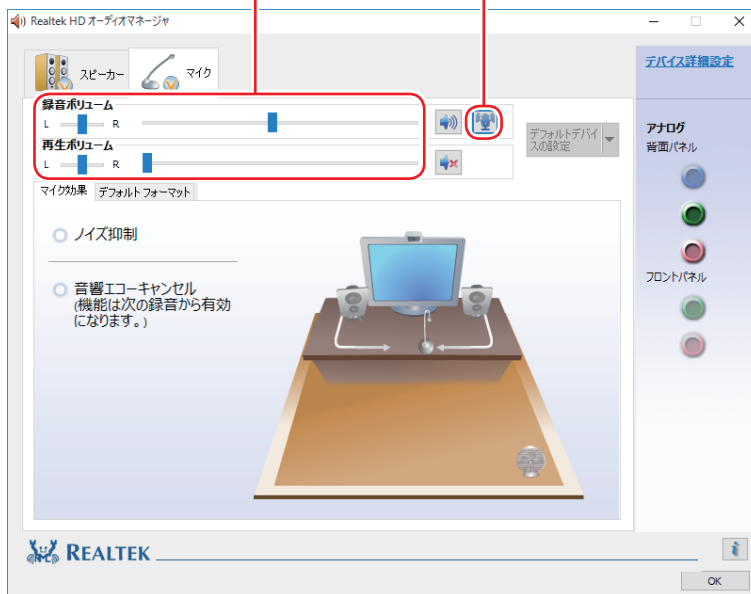 Realtek HD オーディオマネージャ
スピーカー
マイク
デバイス詳細設定
録音ボリューム
L R
再生ボリューム
L R
デフォルトデバイ
スの設定
マイク効果 デフォルト フォーマット
ノイズ抑制
音響エコーキャンセル
(機能は次の録音から有効
になります。)
アナログ
背面パネル
フロントパネル
REALTEK
OK